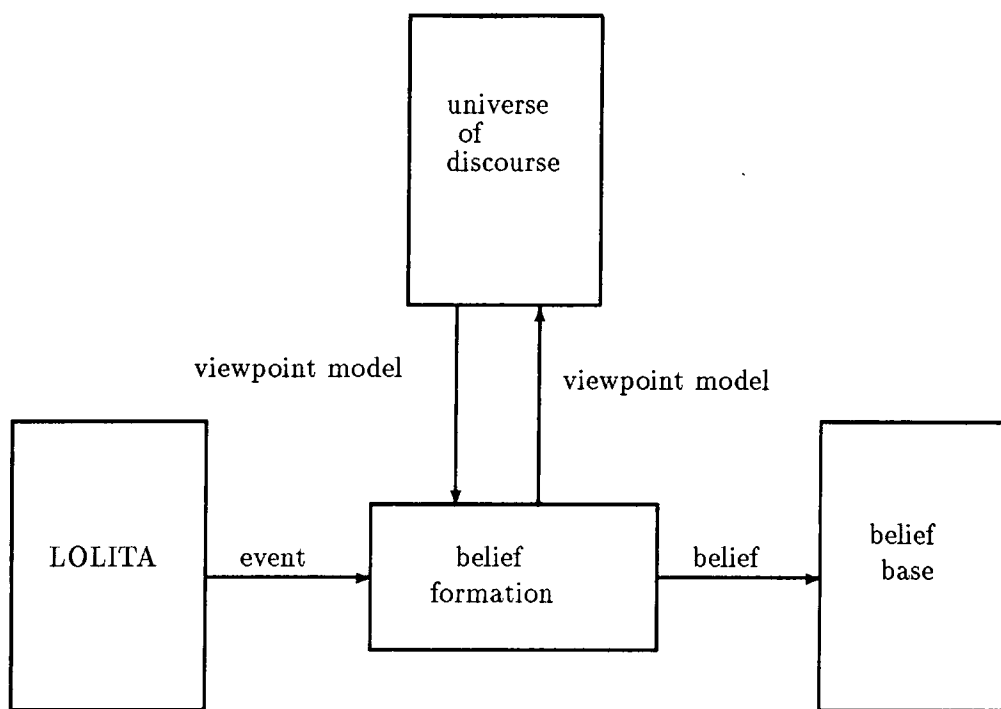 universe
of
discourse
viewpoint model
viewpoint model
LOLITA
event
belief
formation
belief
belief
base